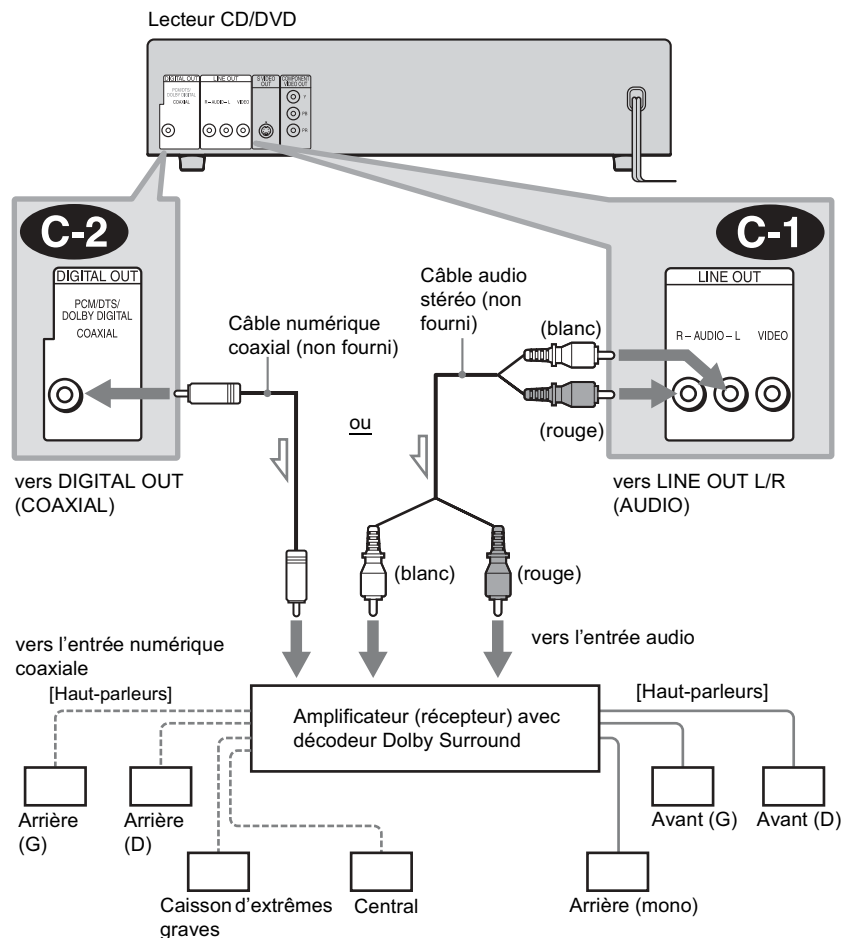 Lecteur CD/DVD
DIGITAL OUT
PCM/DTS/
DOLBY DIGITAL
COAXIAL
LINE OUT
R – AUDIO – L VIDEO
S VIDEO
OUT
COMPONENT
VIDEO OUT
Y
PB
PR
C-2
DIGITAL OUT
PCM/DTS/
DOLBY DIGITAL
COAXIAL
Câble numérique
coaxial (non fourni)
Câble audio
stéréo (non
fourni)
(blanc)
(rouge)
C-1
LINE OUT
R – AUDIO – L VIDEO
ou
vers DIGITAL OUT
(COAXIAL)
vers LINE OUT L/R
(AUDIO)
(blanc)
(rouge)
vers l'entrée numérique
coaxiale
vers l'entrée audio
[Haut-parleurs]
[Haut-parleurs]
Amplificateur (récepteur) avec
décodeur Dolby Surround
Arrière
(G)
Arrière
(D)
Avant (G)
Avant (D)
Caisson d'extrêmes
graves
Central
Arrière (mono)